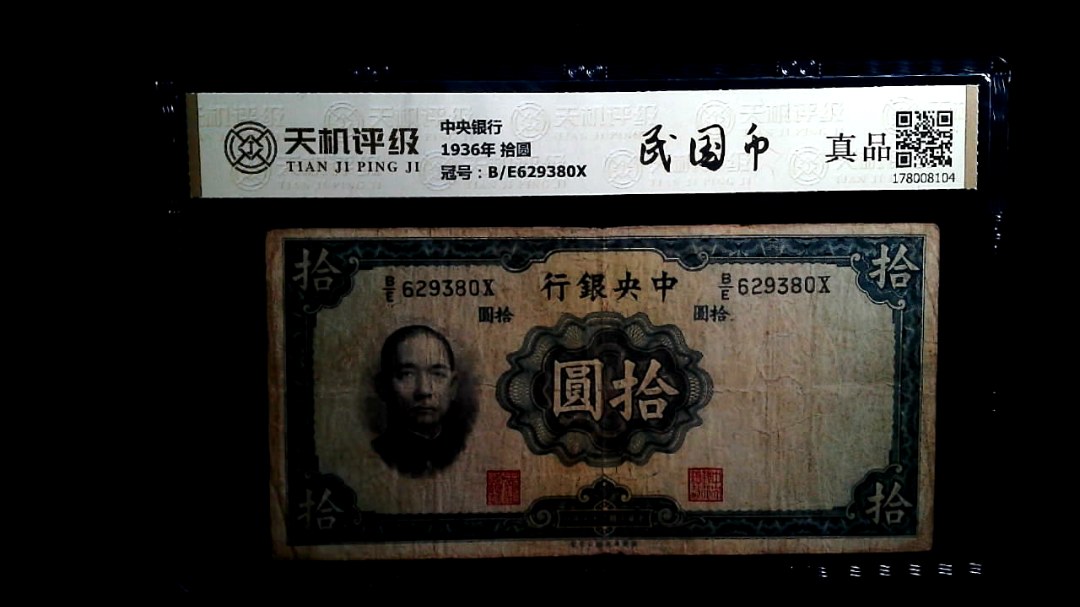 天机评级
TIAN JI PING JI
中央银行
1936年 拾圆
冠号：B/E629380X
民国币
真品
178008104
拾
拾
B/E 629380X
行銀央中
B/E 629380X
圓拾
圓拾
圓拾
拾
拾